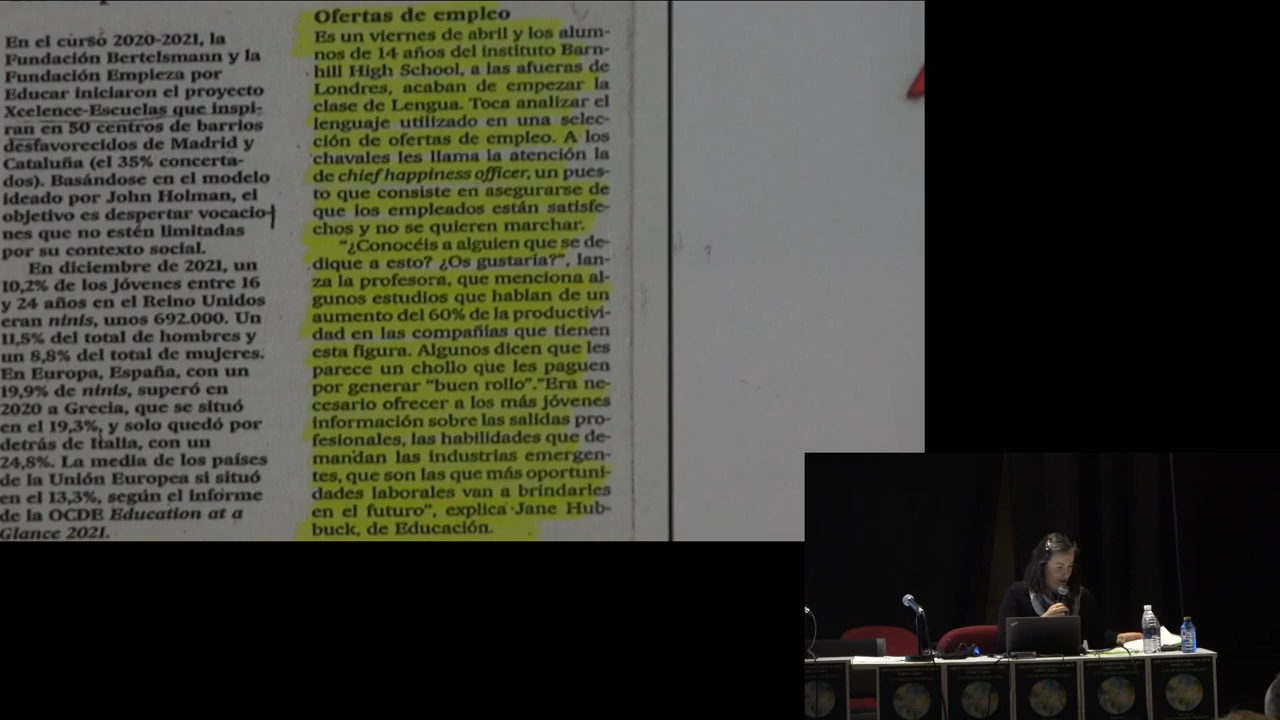 En el curso 2020-2021, la
Fundación Bertelsmann y la
Fundación Empieza por
Educar iniciaron el proyecto
Xcelence-Escuelas que inspi-
ran en 50 centros de barrios
desfavorecidos de Madrid y
Cataluña (el 35% concerta-
dos). Basándose en el modelo
ideado por John Holman, el
objetivo es despertar vocacio-
nes que no estén limitadas
por su contexto social.
En diciembre de 2021, un
10,2% de los jóvenes entre 16
y 24 años en el Reino Unidos
eran ninis, unos 692.000. Un
11,5% del total de hombres y
un 8,8% del total de mujeres.
En Europa, España, con un
19,9% de ninis, superó en
2020 a Grecia, que se situó
en el 19,3%, y solo quedó por
detrás de Italia, con un
24,8%. La media de los países
de la Unión Europea si situó
en el 13,3%, según el informe
de la OCDE Education at a
Glance 2021.
Ofertas de empleo
Es un viernes de abril y los alum-
nos de 14 años del instituto Barn-
hill High School, a las afueras de
Londres, acaban de empezar la
clase de Lengua. Toca analizar el
lenguaje utilizado en una selec-
ción de ofertas de empleo. A los
chavales les llama la atención la
de chief happiness officer, un pues-
to que consiste en asegurarse de
que los empleados están satisfe-
chos y no se quieren marchar.
"¿Conocéis a alguien que se de-
dique a esto? ¿Os gustaría?", lan-
za la profesora, que menciona al-
gunos estudios que hablan de un
aumento del 60% de la productivi-
dad en las compañías que tienen
esta figura. Algunos dicen que les
parece un chollo que les paguen
por generar "buen rollo"."Era ne-
cesario ofrecer a los más jóvenes
información sobre las salidas pro-
fesionales, las habilidades que de-
mandan las industrias emergen-
tes, que son las que más oportuni-
dades laborales van a brindarles
en el futuro", explica Jane Hub-
buck, de Educación.